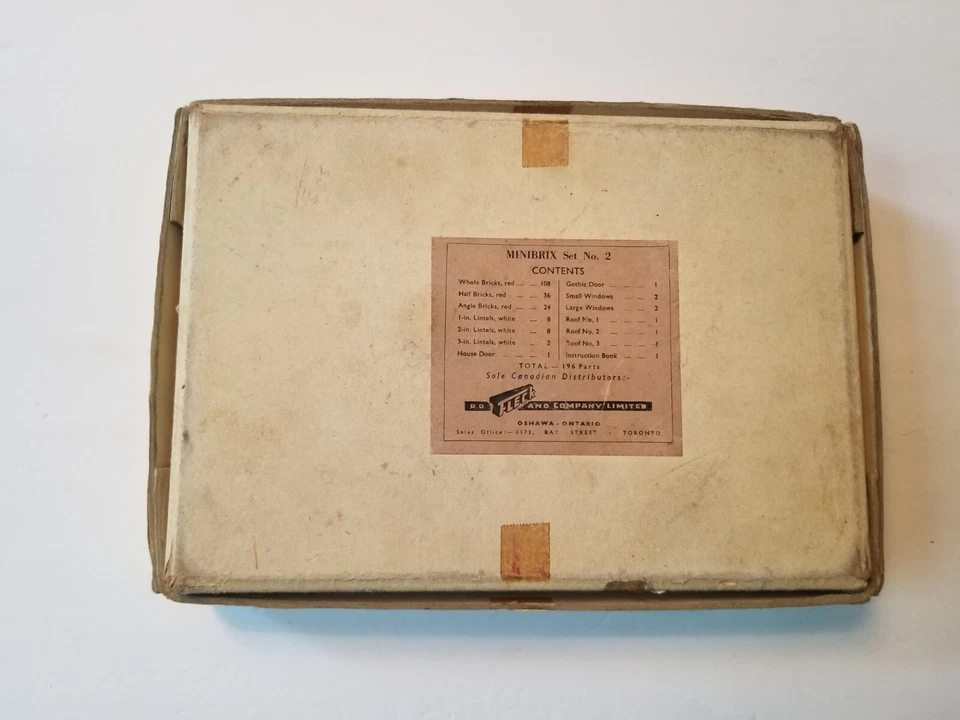 MINIBRIX Set No. 2
CONTENTS
Whole Bricks, red ... — 108
Half Bricks, red — — 36
Angle Bricks, red — — 24
1-in. Lintels, white — 8
2-in. Lintels, white — 8
3-in. Lintels, white — 2
House Door — — 1
Gothic Door — — 1
Small Windows — 2
Large Windows — 2
Roof No. 1 — — 1
Roof No. 2 — — 1
Roof No. 3 — — 1
Instruction Book — 1
TOTAL — 196 Parts
Sole Canadian Distributors:-
R.D. FLECK AND COMPANY LIMITED
OSHAWA - ONTARIO
Sales Office:— 1173, BAY STREET - TORONTO